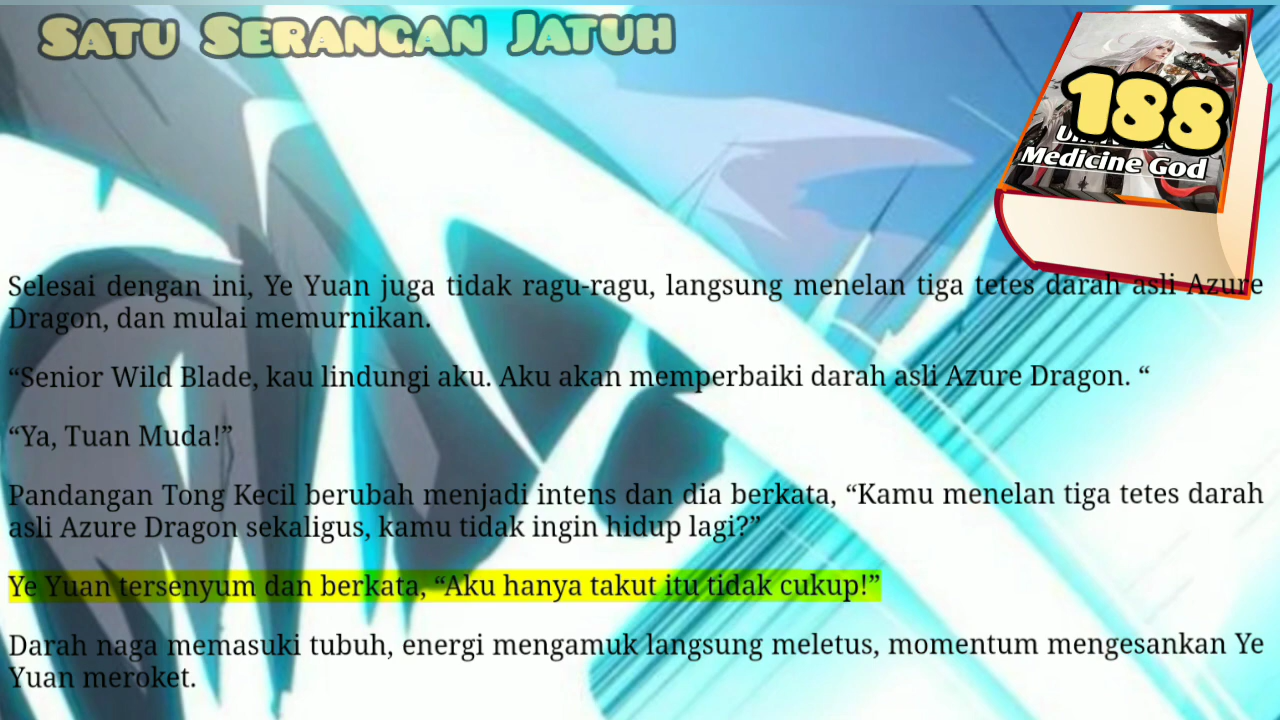 Satu Serangan Jatuh
188
Medicine God
Selesai dengan ini, Ye Yuan juga tidak ragu-ragu, langsung menelan tiga tetes darah asli Azure
Dragon, dan mulai memurnikan.
“Senior Wild Blade, kau lindungi aku. Aku akan memperbaiki darah asli Azure Dragon. “
“Ya, Tuan Muda!”
Pandangan Tong Kecil berubah menjadi intens dan dia berkata, “Kamu menelan tiga tetes darah
asli Azure Dragon sekaligus, kamu tidak ingin hidup lagi?”
Ye Yuan tersenyum dan berkata, “Aku hanya takut itu tidak cukup!”
Darah naga memasuki tubuh, energi mengamuk langsung meletus, momentum mengesankan Ye
Yuan meroket.